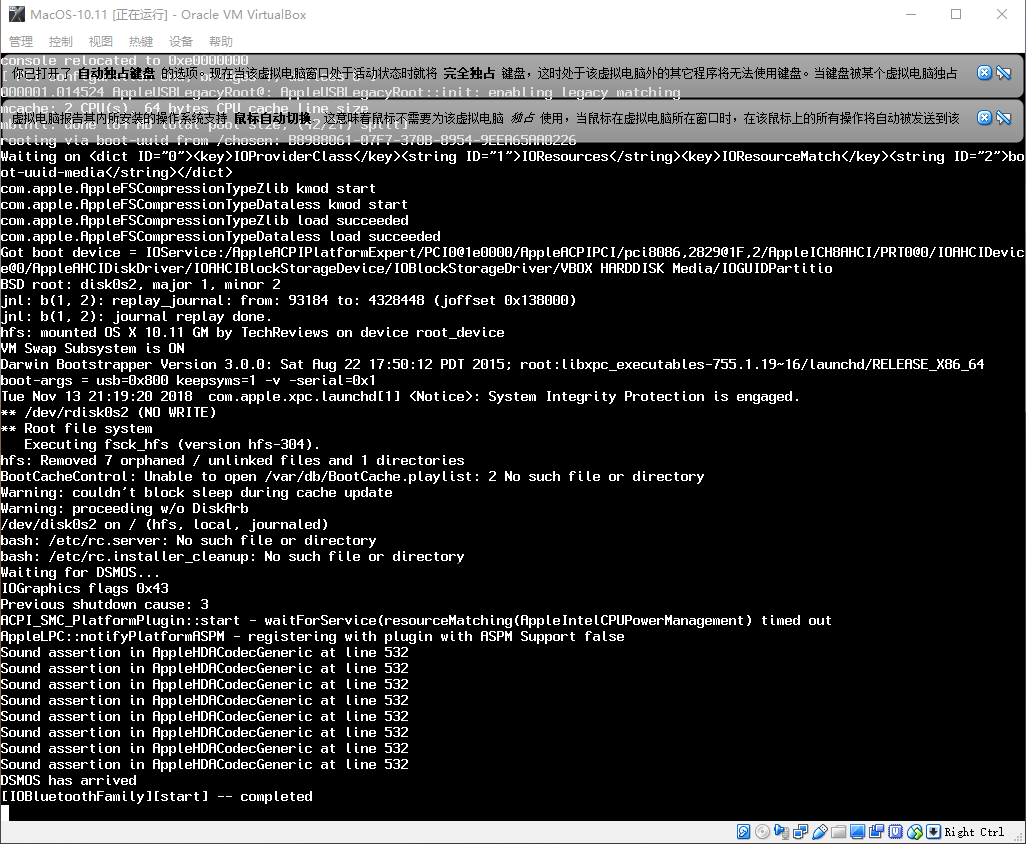 MacOS-10.11 [正在运行] - Oracle VM VirtualBox
管理 控制 视图 热键 设备 帮助
console relocated to 0xe0000000
你已打开了 自动独占键盘 的选项。现在当该虚拟电脑窗口处于活动状态时就将 完全独占 键盘，这时处于该虚拟电脑外的其它程序将无法使用键盘。当键盘被某个虚拟电脑独占
000001.014524 AppleUSBLegacyRoot@: AppleUSBLegacyRoot::init: enabling legacy matching
mcache: 2 CPU(s), 64 bytes CPU cache line size
虚拟电脑报告其内所安装的操作系统支持 鼠标自动切换。这意味着鼠标不需要为该虚拟电脑 独占 使用，当鼠标在虚拟电脑所在窗口时，在该鼠标上的所有操作将自动被发送到该
rooting via boot-uuid from /chosen: B8988061-07F7-370B-8954-9EEA65AA0226
Waiting on <dict ID="0"><key>IOProviderClass</key><string ID="1">IOResources</string><key>IOResourceMatch</key><string ID="2">bo
ot-uuid-media</string></dict>
com.apple.AppleFSCompressionTypeZlib kmod start
com.apple.AppleFSCompressionTypeDataless kmod start
com.apple.AppleFSCompressionTypeZlib load succeeded
com.apple.AppleFSCompressionTypeDataless load succeeded
Got boot device = IOService:/AppleACPIPlatformExpert/PCI0@1e0000/AppleACPIPCI/pci8086,2829@1F,2/AppleICH8AHCI/PRT0@0/IOAHCIDevic
e@0/AppleAHCIDiskDriver/IOAHCIBlockStorageDevice/IOBlockStorageDriver/VBOX HARDDISK Media/IOGUIDPartitio
BSD root: disk0s2, major 1, minor 2
jnl: b(1, 2): replay_journal: from: 93184 to: 4328448 (joffset 0x138000)
jnl: b(1, 2): journal replay done.
hfs: mounted OS X 10.11 GM by TechReviews on device root_device
VM Swap Subsystem is ON
Darwin Bootstrapper Version 3.0.0: Sat Aug 22 17:50:12 PDT 2015; root:libxpc_executables-755.1.19~16/launchd/RELEASE_X86_64
boot-args = usb=0x800 keepsyms=1 -v -serial=0x1
Tue Nov 13 21:19:20 2018  com.apple.xpc.launchd[1] <Notice>: System Integrity Protection is engaged.
** /dev/rdisk0s2 (NO WRITE)
** Root file system
Executing fsck_hfs (version hfs-304).
hfs: Removed 7 orphaned / unlinked files and 1 directories
BootCacheControl: Unable to open /var/db/BootCache.playlist: 2 No such file or directory
Warning: couldn't block sleep during cache update
Warning: proceeding w/o DiskArb
/dev/disk0s2 on / (hfs, local, journaled)
bash: /etc/rc.server: No such file or directory
bash: /etc/rc.installer_cleanup: No such file or directory
Waiting for DSMOS...
IOGraphics flags 0x43
Previous shutdown cause: 3
ACPI_SMC_PlatformPlugin::start - waitForService(resourceMatching(AppleIntelCPUPowerManagement) timed out
AppleLPC::notifyPlatformASPM - registering with plugin with ASPM Support false
Sound assertion in AppleHDACodecGeneric at line 532
Sound assertion in AppleHDACodecGeneric at line 532
Sound assertion in AppleHDACodecGeneric at line 532
Sound assertion in AppleHDACodecGeneric at line 532
Sound assertion in AppleHDACodecGeneric at line 532
Sound assertion in AppleHDACodecGeneric at line 532
Sound assertion in AppleHDACodecGeneric at line 532
Sound assertion in AppleHDACodecGeneric at line 532
DSMOS has arrived
[IOBluetoothFamily][start] -- completed
Right Ctrl